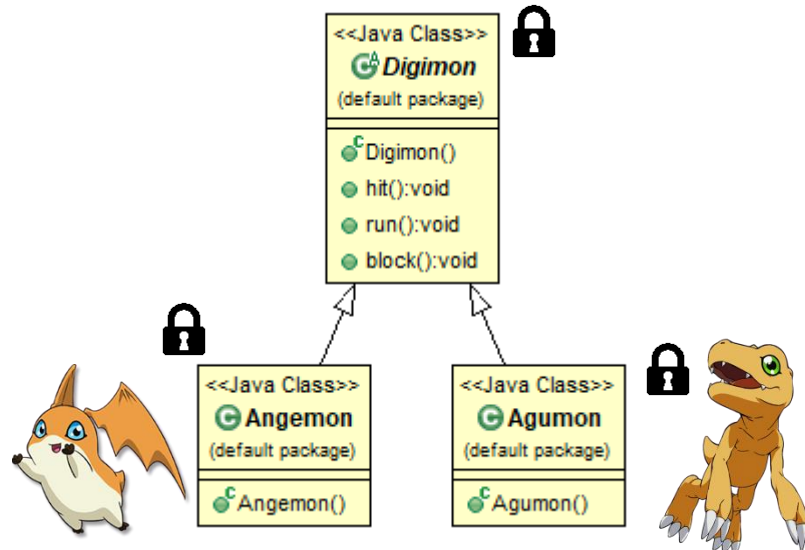 <<Java Class>>
Digimon
(default package)
Digimon()
hit():void
run():void
block():void
<<Java Class>>
Angemon
(default package)
Angemon()
<<Java Class>>
Agumon
(default package)
Agumon()